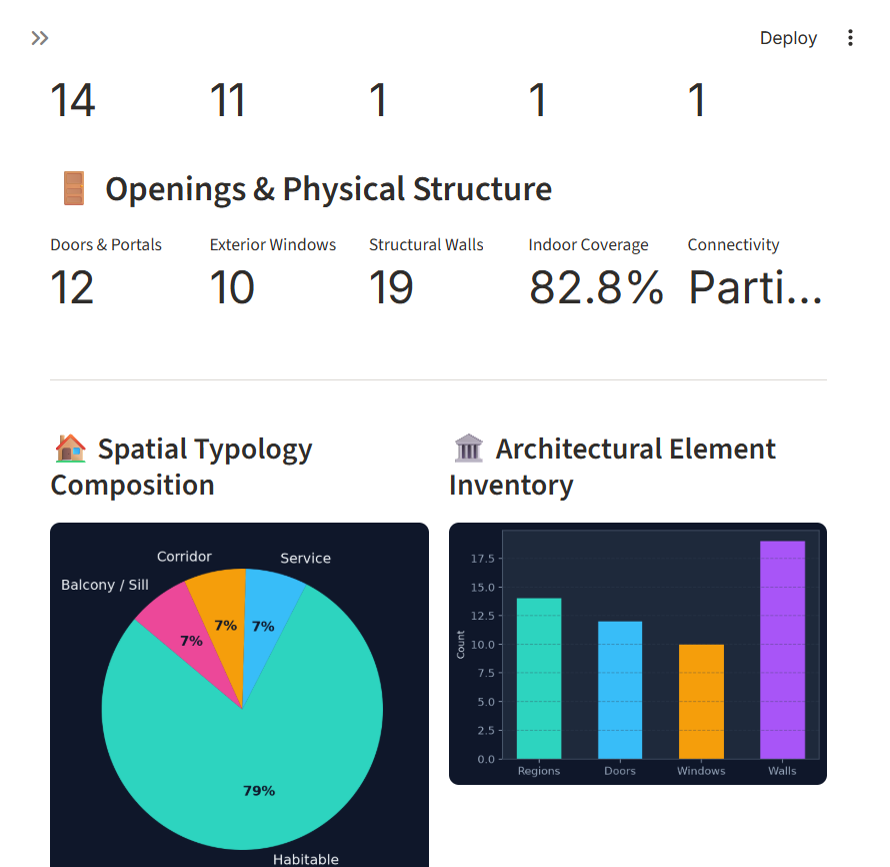 Deploy
14 11 1 1 1
Openings & Physical Structure
Doors & Portals Exterior Windows Structural Walls Indoor Coverage Connectivity
12 10 19 82.8% Parti...
Spatial Typology
Composition
Corridor Service
Balcony / Sill
7% 7% 7%
79%
Habitable
Architectural Element
Inventory
17.5
15.0
12.5
10.0
7.5
5.0
2.5
0.0
Count
Regions Doors Windows Walls